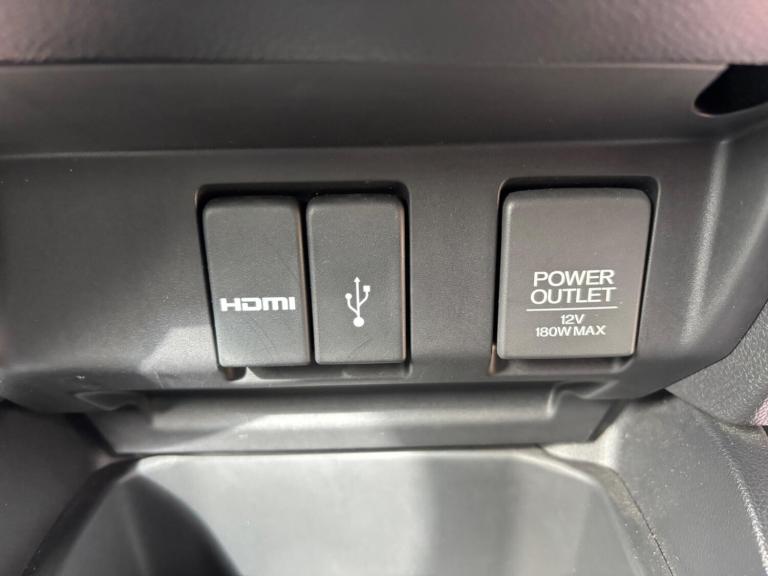 HDMI
POWER
OUTLET
12V
180W MAX